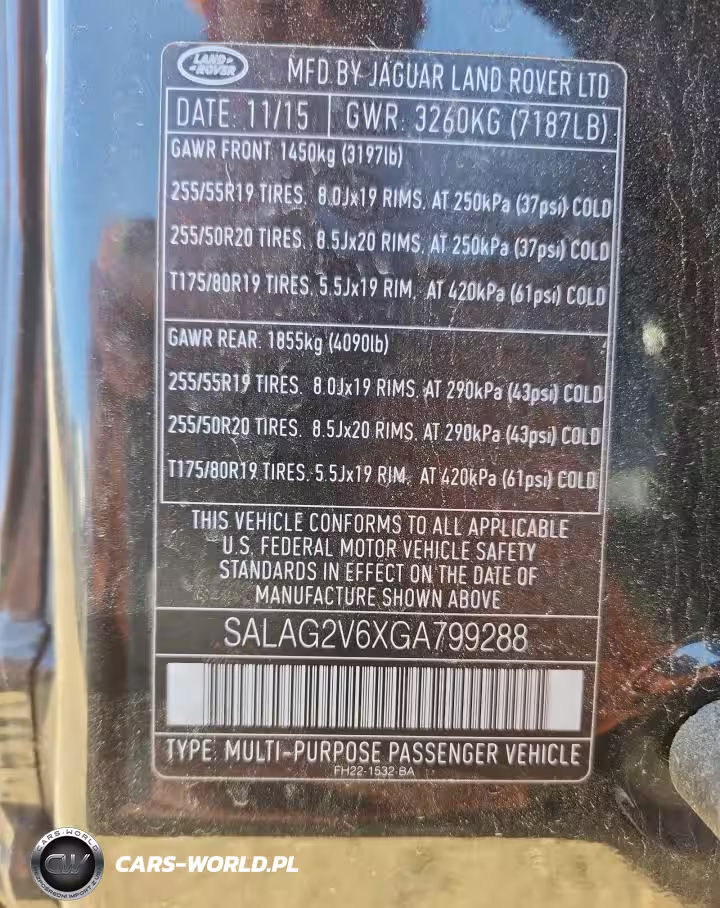 LAND ROVER
MFD BY JAGUAR LAND ROVER LTD
DATE: 11/15 GWR: 3260KG (7187LB)
GAWR FRONT: 1450kg (3197lb)
255/55R19 TIRES, 8.0Jx19 RIMS, AT 250kPa (37psi) COLD
255/50R20 TIRES, 8.5Jx20 RIMS, AT 250kPa (37psi) COLD
T175/80R19 TIRES, 5.5Jx19 RIM, AT 420kPa (61psi) COLD
GAWR REAR: 1855kg (4090lb)
255/55R19 TIRES, 8.0Jx19 RIMS, AT 290kPa (43psi) COLD
255/50R20 TIRES, 8.5Jx20 RIMS, AT 290kPa (43psi) COLD
T175/80R19 TIRES, 5.5Jx19 RIM, AT 420kPa (61psi) COLD
THIS VEHICLE CONFORMS TO ALL APPLICABLE
U.S. FEDERAL MOTOR VEHICLE SAFETY
STANDARDS IN EFFECT ON THE DATE OF
MANUFACTURE SHOWN ABOVE
SALAG2V6XGA799288
TYPE: MULTI-PURPOSE PASSENGER VEHICLE
FH22-1532-BA
CARS-WORLD
CW
BEZPOŚREDNI IMPORT Z USA
CARS-WORLD.PL